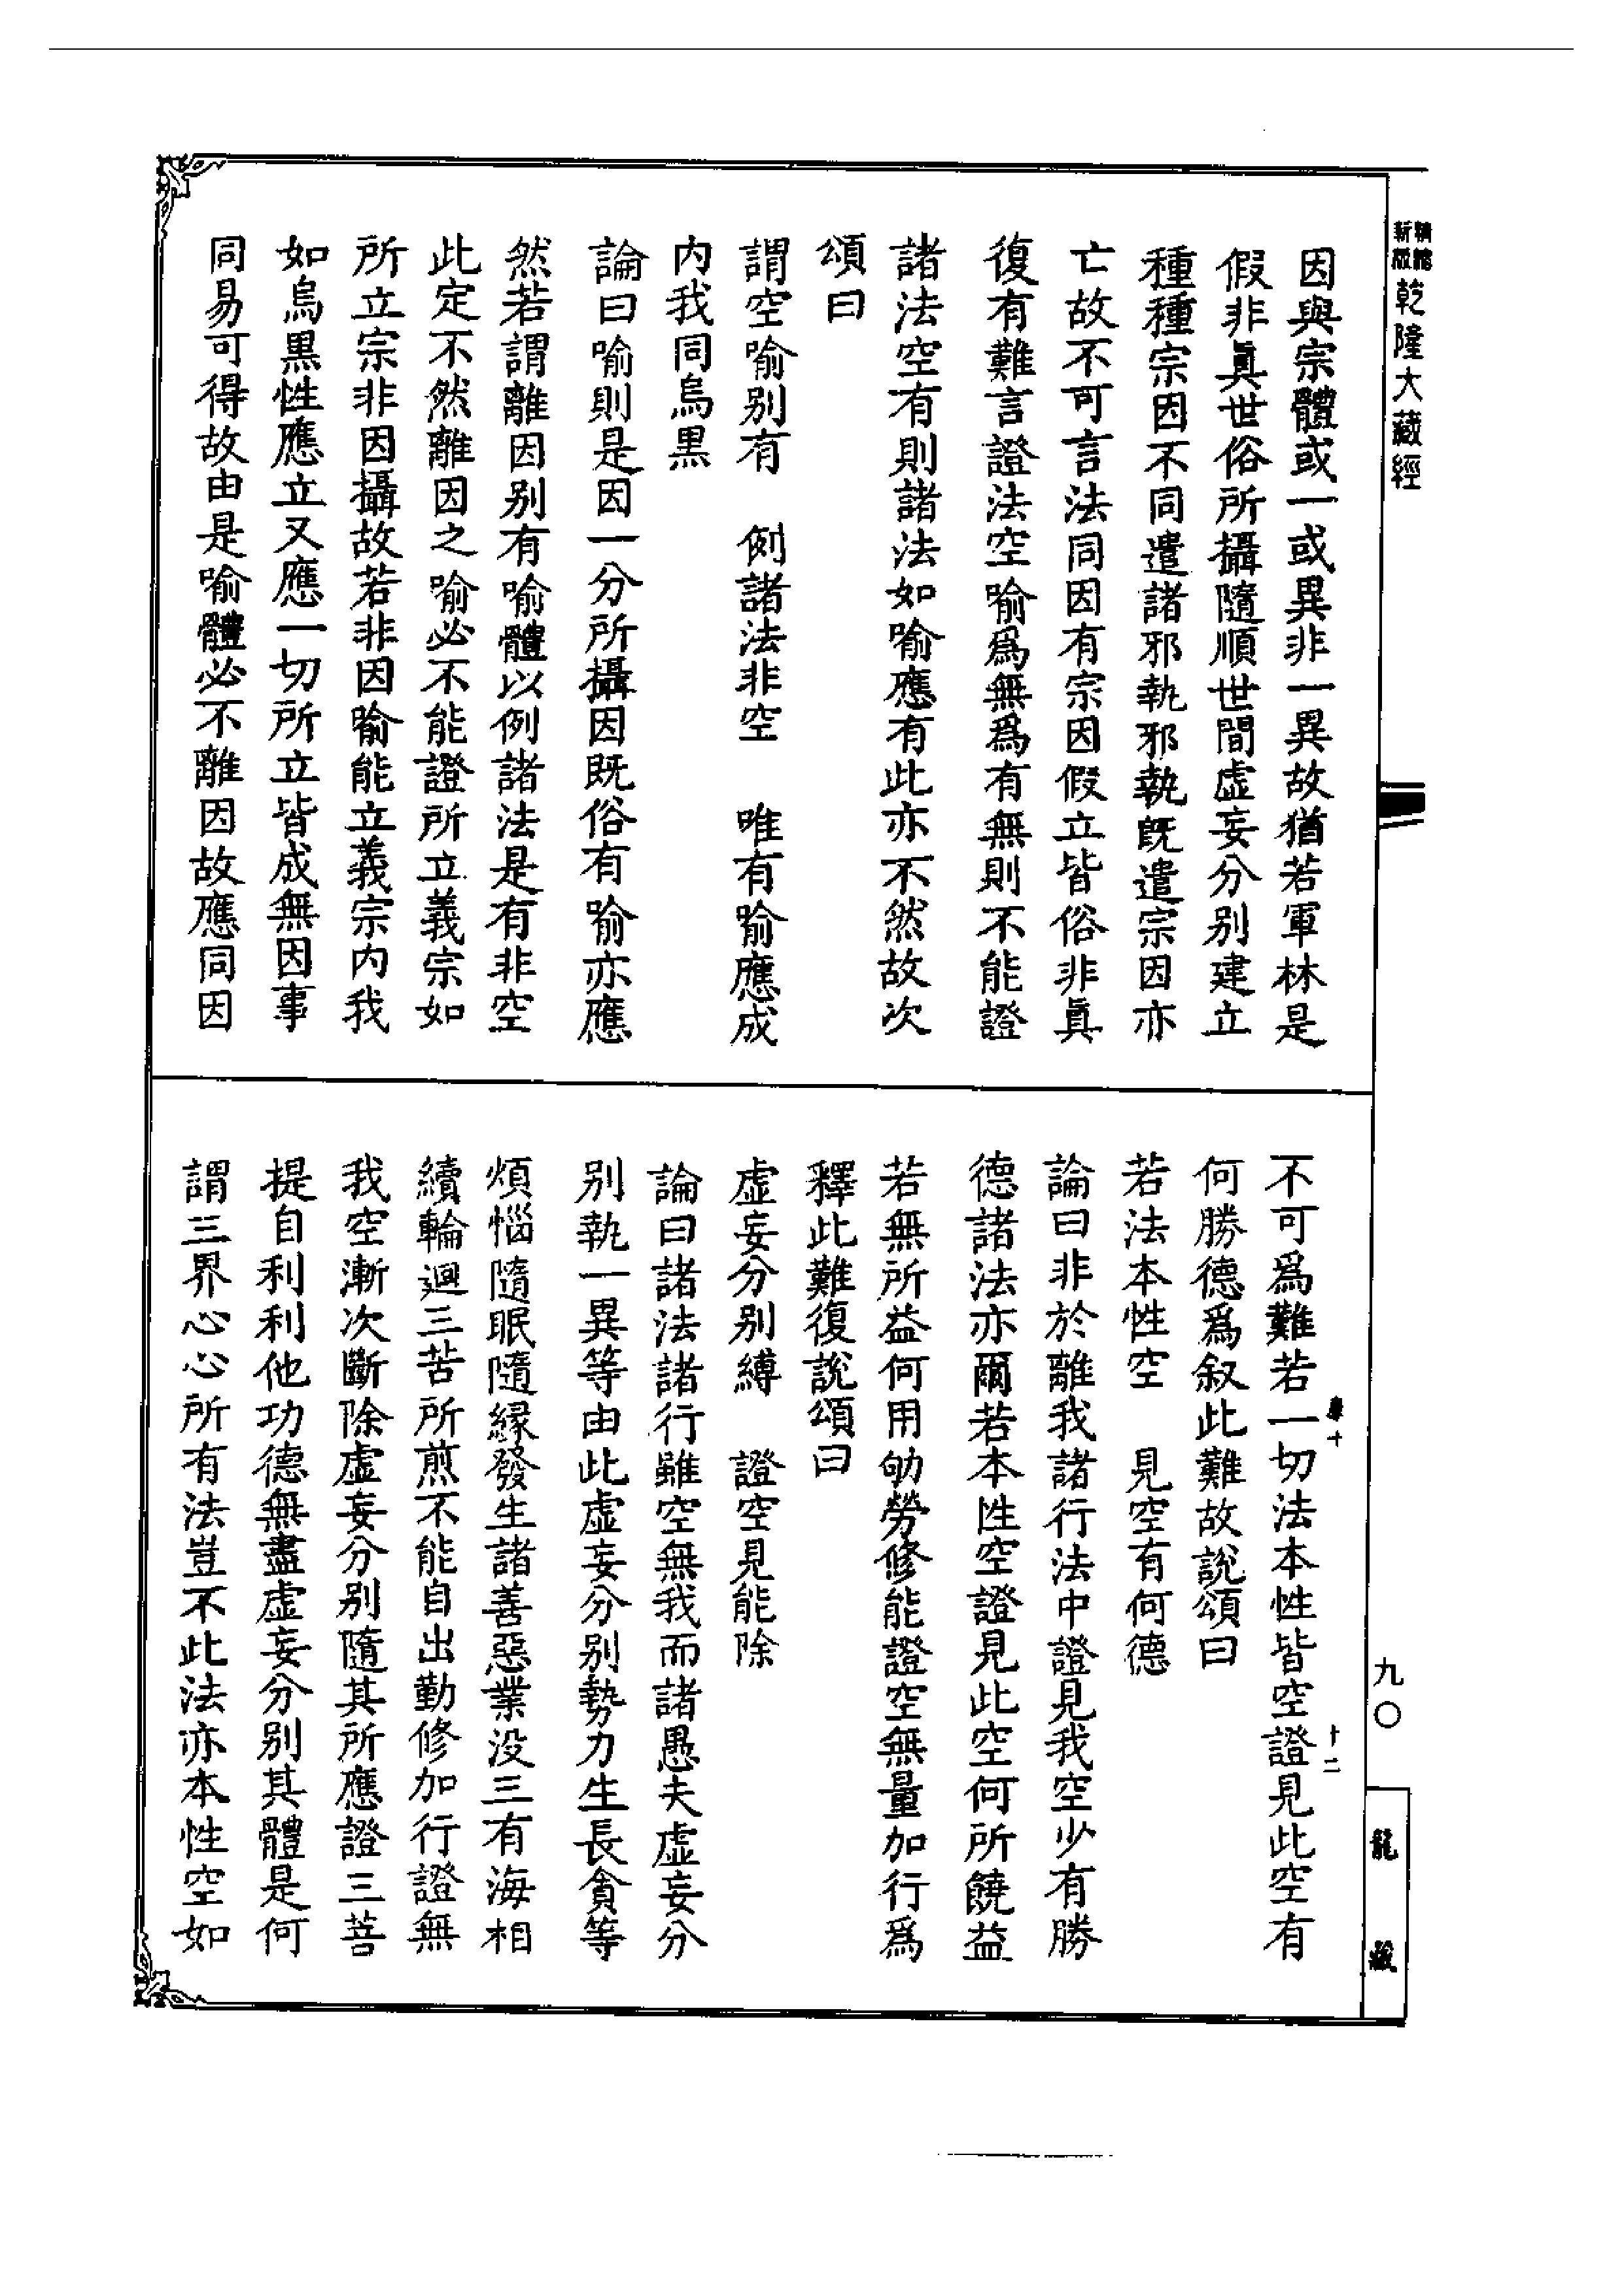 新版
精縮
乾隆大藏經
因與宗體或一或異非一異故猶若軍林是
假非眞世俗所攝隨順世間虛妄分別建立
種種宗因不同遣諸邪執邪執旣遣宗因亦
亡故不可言法同因有宗因假立皆俗非眞
復有難言證法空喻爲無爲有無則不能證
諸法空有則諸法如喻應有此亦不然故次
頌曰
謂空喻別有　例諸法非空　唯有喻應成
內我同烏黑
論曰喻則是因一分所攝因既俗有喻亦應
然若謂離因別有喻體以例諸法是有非空
此定不然離因之喻必不能證所立義宗如
所立宗非因攝故若非因喻能立義宗內我
如烏黑性應立又應一切所立皆成無因事
同易可得故由是喻體必不離因故應同因
不可爲難若一切法本性皆空證見此空有
何勝德爲叙此難故說頌曰
若法本性空　見空有何德
論曰非於離我諸行法中證見我空少有勝
德諸法亦爾若本性空證見此空何所饒益
若無所益何用劬勞修能證空無量加行爲
釋此難復說頌曰
虛妄分別縛　證空見能除
論曰諸法諸行雖空無我而諸愚夫虛妄分
別執一異等由此虛妄分別勢力生長貪等
煩惱隨眠隨緣發生諸善惡業没三有海相
續輪迴三苦所煎不能自出勤修加行證無
我空漸次斷除虛妄分別隨其所應證三菩
提自利利他功德無盡虛妄分別其體是何
謂三界心心所有法豈不此法亦本性空如
十
十二
九〇
龍藏